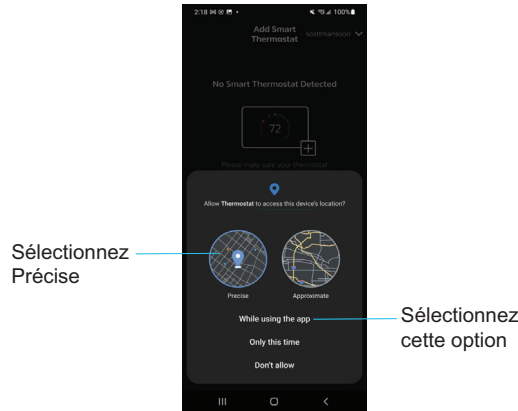 2:18
100%
Add Smart
Thermostat
scottmansoon
No Smart Thermostat Detected
72
Please make sure your thermostat
Allow Thermostat to access this device's location?
Sélectionnez
Précise
Precise
Approximate
While using the app
Sélectionnez
cette option
Only this time
Don't allow